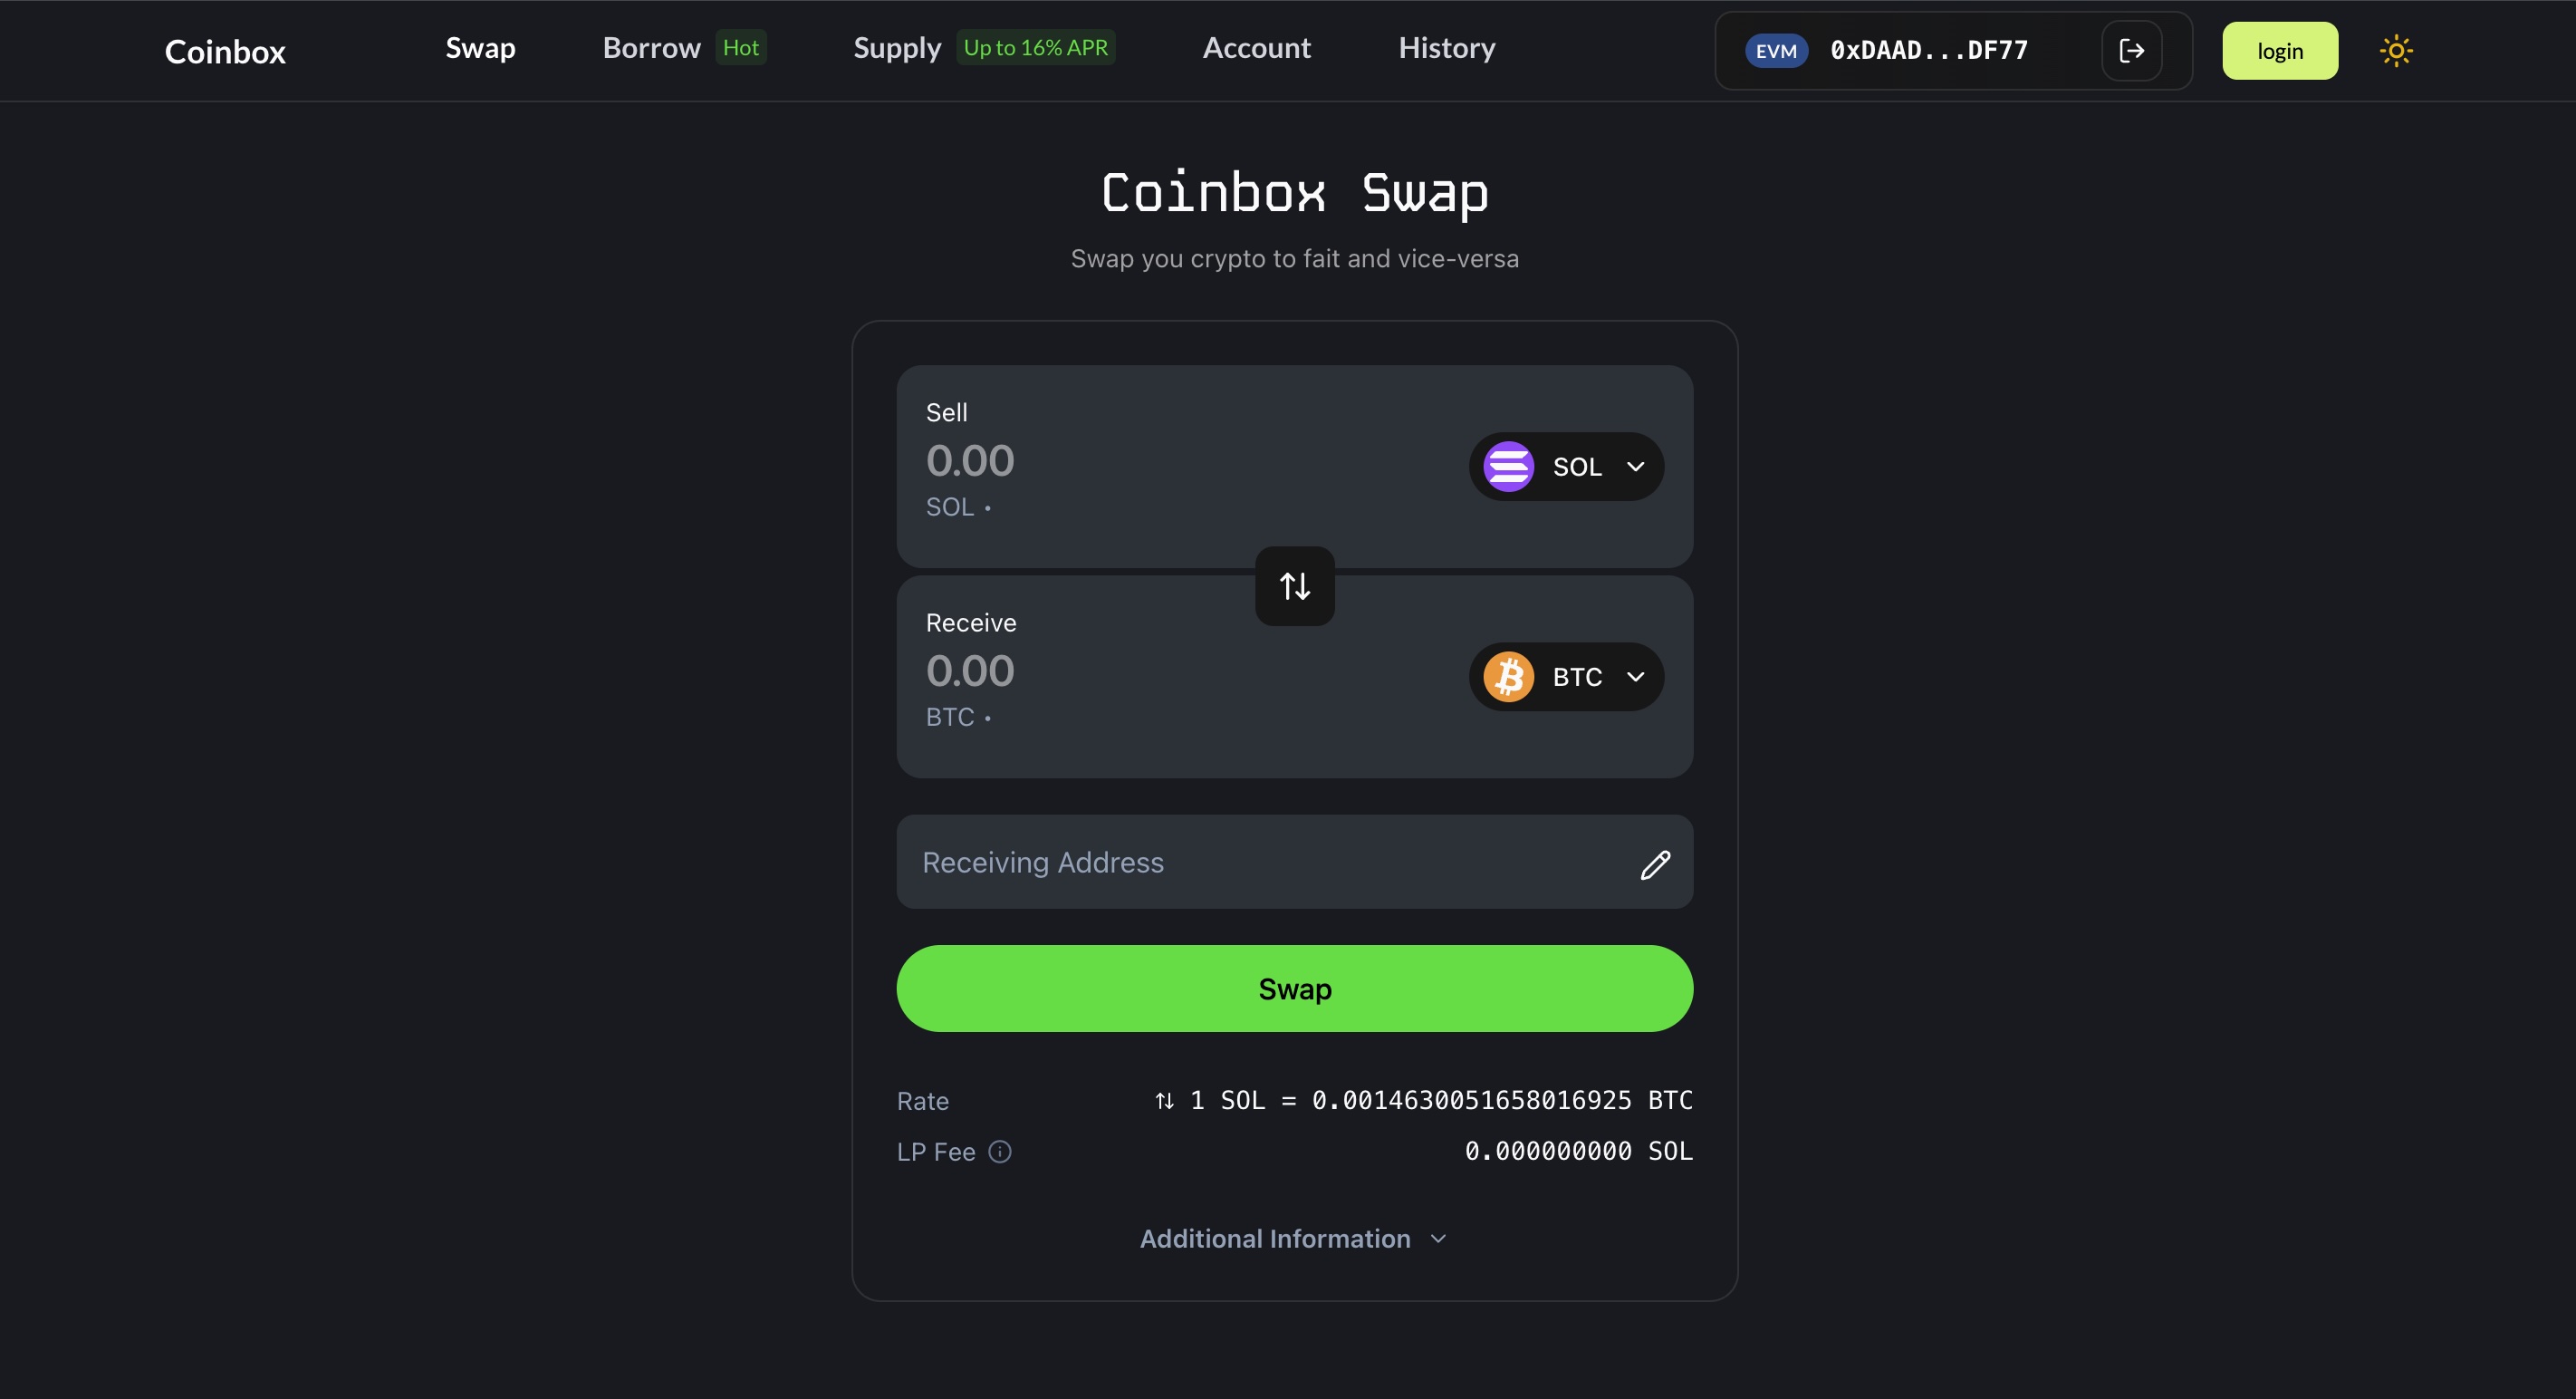 Coinbox
Swap
Borrow Hot
Supply Up to 16% APR
Account
History
EVM 0xDAAD...DF77
login
Coinbox Swap
Swap you crypto to fait and vice-versa
Sell
0.00
SOL •
SOL
Receive
0.00
BTC •
BTC
Receiving Address
Swap
Rate 1 SOL = 0.0014630051658016925 BTC
LP Fee 0.000000000 SOL
Additional Information